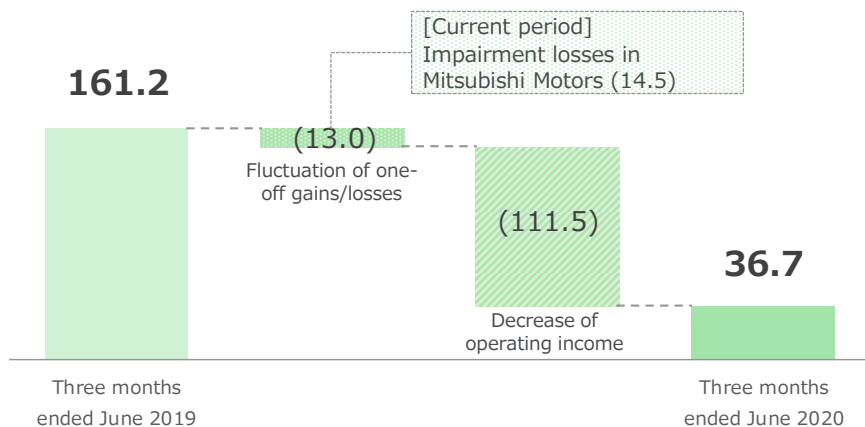 [Current period]
Impairment losses in
Mitsubishi Motors (14.5)
161.2
(13.0)
Fluctuation of one-
off gains/losses
(111.5)
36.7
Decrease of
operating income
Three months
ended June 2019
Three months
ended June 2020